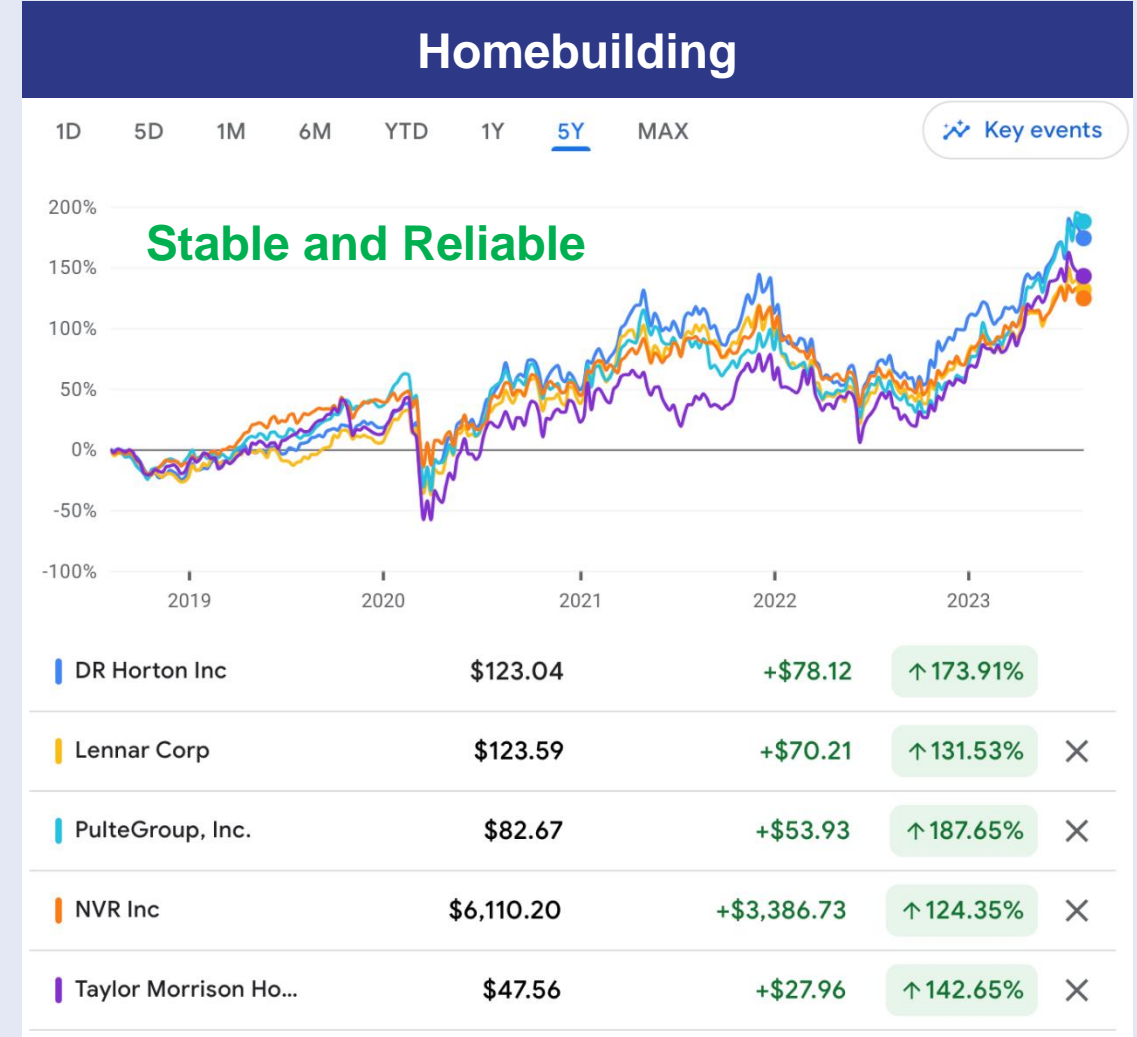 Homebuilding
1D 5D 1M 6M YTD 1Y 5Y MAX Key events
200%
Stable and Reliable
150%
100%
50%
0%
-50%
-100%
2019 2020 2021 2022 2023
DR Horton Inc $123.04 +$78.12 ↑173.91%
Lennar Corp $123.59 +$70.21 ↑131.53%
PulteGroup, Inc. $82.67 +$53.93 ↑187.65%
NVR Inc $6,110.20 +$3,386.73 ↑124.35%
Taylor Morrison Ho... $47.56 +$27.96 ↑142.65%